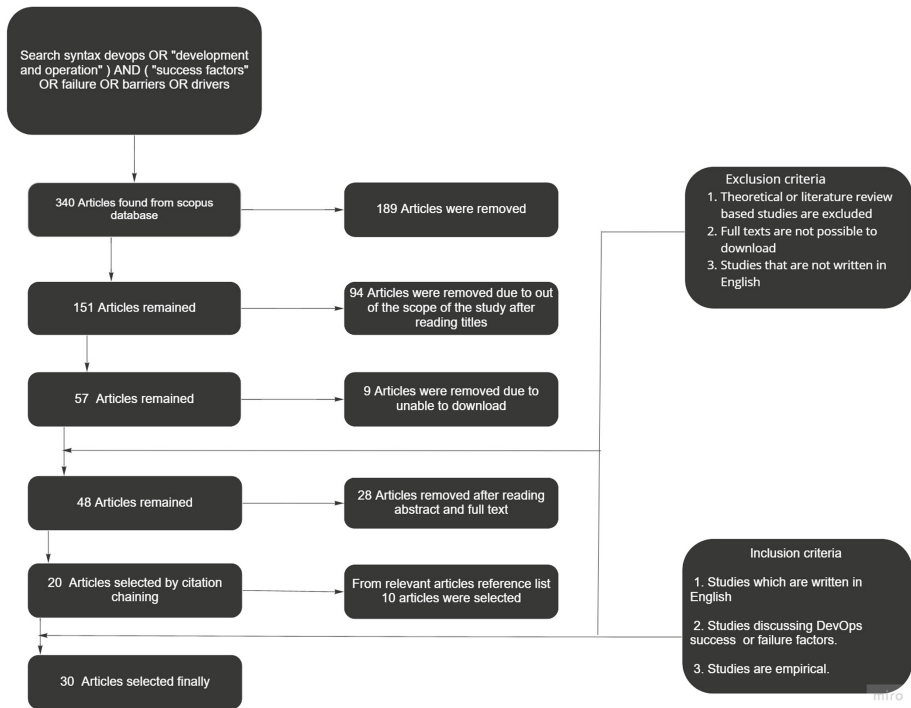 Search syntax devops OR "development
and operation" ) AND ( "success factors"
OR failure OR barriers OR drivers
340 Articles found from scopus
database
189 Articles were removed
Exclusion criteria
1. Theoretical or literature review
based studies are excluded
2. Full texts are not possible to
download
3. Studies that are not written in
English
151 Articles remained
94 Articles were removed due to out
of the scope of the study after
reading titles
57 Articles remained
9 Articles were removed due to
unable to download
48 Articles remained
28 Articles removed after reading
abstract and full text
20 Articles selected by citation
chaining
From relevant articles reference list
10 articles were selected
Inclusion criteria
1. Studies which are written in
English
2. Studies discussing DevOps
success or failure factors.
3. Studies are empirical.
30 Articles selected finally
miro